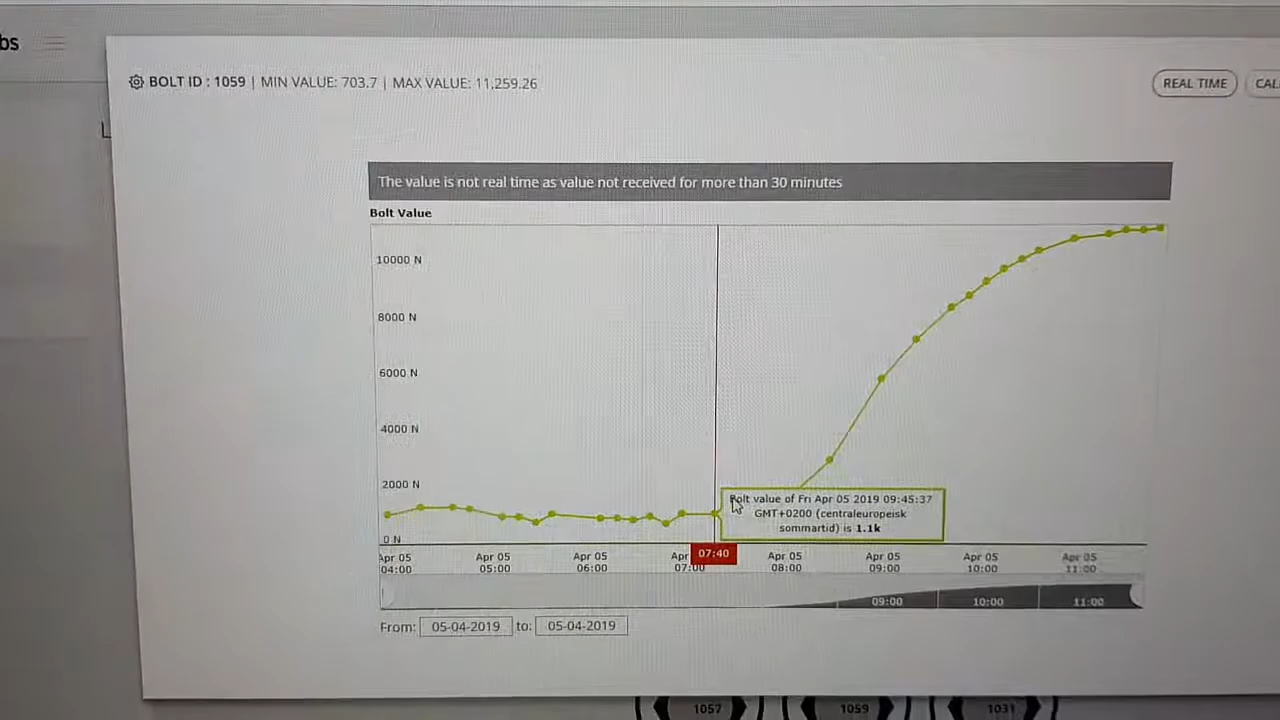 bs
BOLT ID : 1059 | MIN VALUE: 703.7 | MAX VALUE: 11,259.26
REAL TIME
CAL
The value is not real time as value not received for more than 30 minutes
Bolt Value
10000 N
8000 N
6000 N
4000 N
2000 N
0 N
Bolt value of Fri Apr 05 2019 09:45:37
GMT+0200 (centraleuropeisk
sommartid) is 1.1k
Apr 05 04:00
Apr 05 05:00
Apr 05 06:00
Apr 07:00
07:40
Apr 05 08:00
Apr 05 09:00
Apr 05 10:00
Apr 05 11:00
09:00 10:00 11:00
From: 05-04-2019 to: 05-04-2019
1057 1059 1031